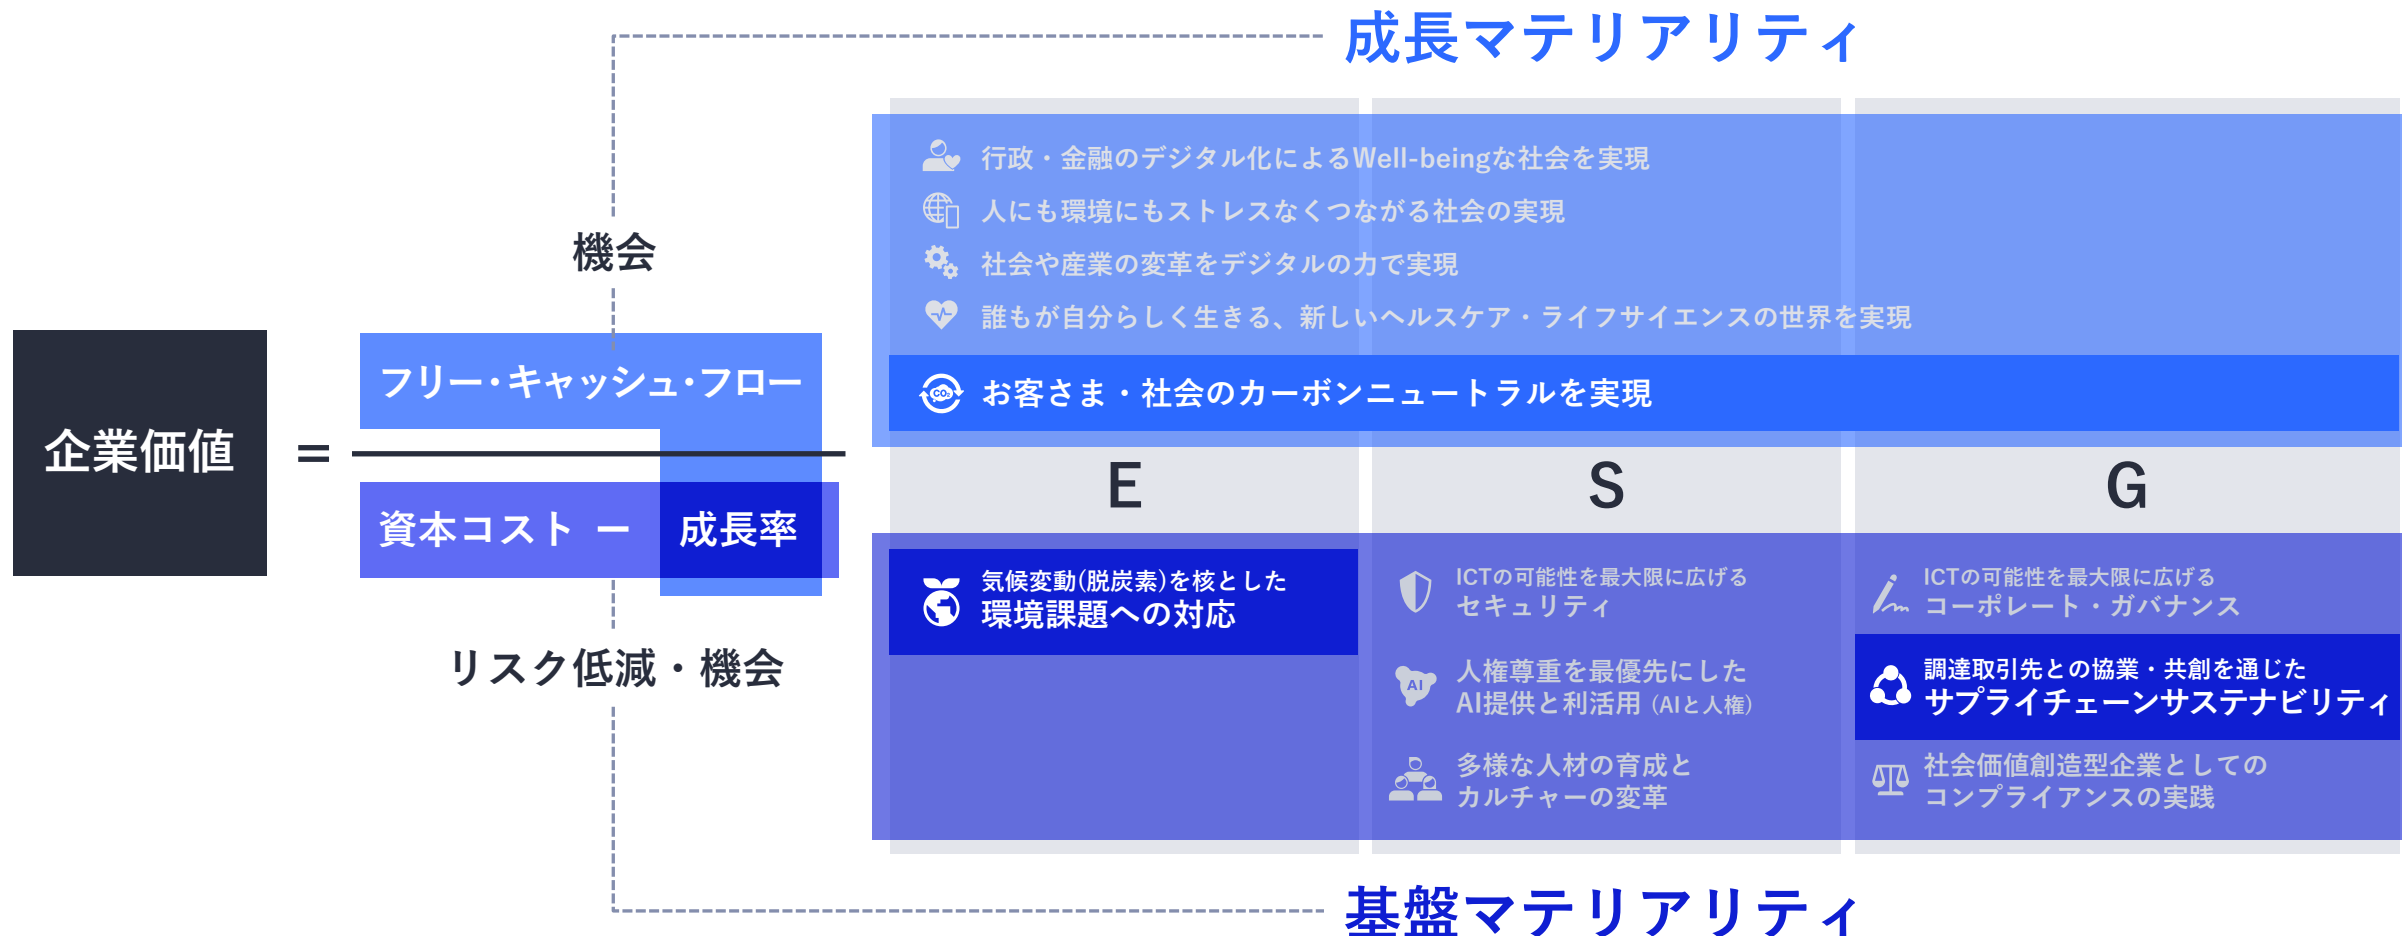 成長マテリアリティ
機会
企業価値
=
フリー・キャッシュ・フロー
資本コスト − 成長率
リスク低減・機会
行政・金融のデジタル化によるWell-beingな社会を実現
人にも環境にもストレスなくつながる社会の実現
社会や産業の変革をデジタルの力で実現
誰もが自分らしく生きる、新しいヘルスケア・ライフサイエンスの世界を実現
CO₂
お客さま・社会のカーボンニュートラルを実現
E
S
G
気候変動(脱炭素)を核とした
環境課題への対応
ICTの可能性を最大限に広げる
セキュリティ
AI
人権尊重を最優先にした
AI提供と利活用（AIと人権）
多様な人材の育成と
カルチャーの変革
ICTの可能性を最大限に広げる
コーポレート・ガバナンス
調達取引先との協業・共創を通じた
サプライチェーンサステナビリティ
社会価値創造型企業としての
コンプライアンスの実践
基盤マテリアリティ